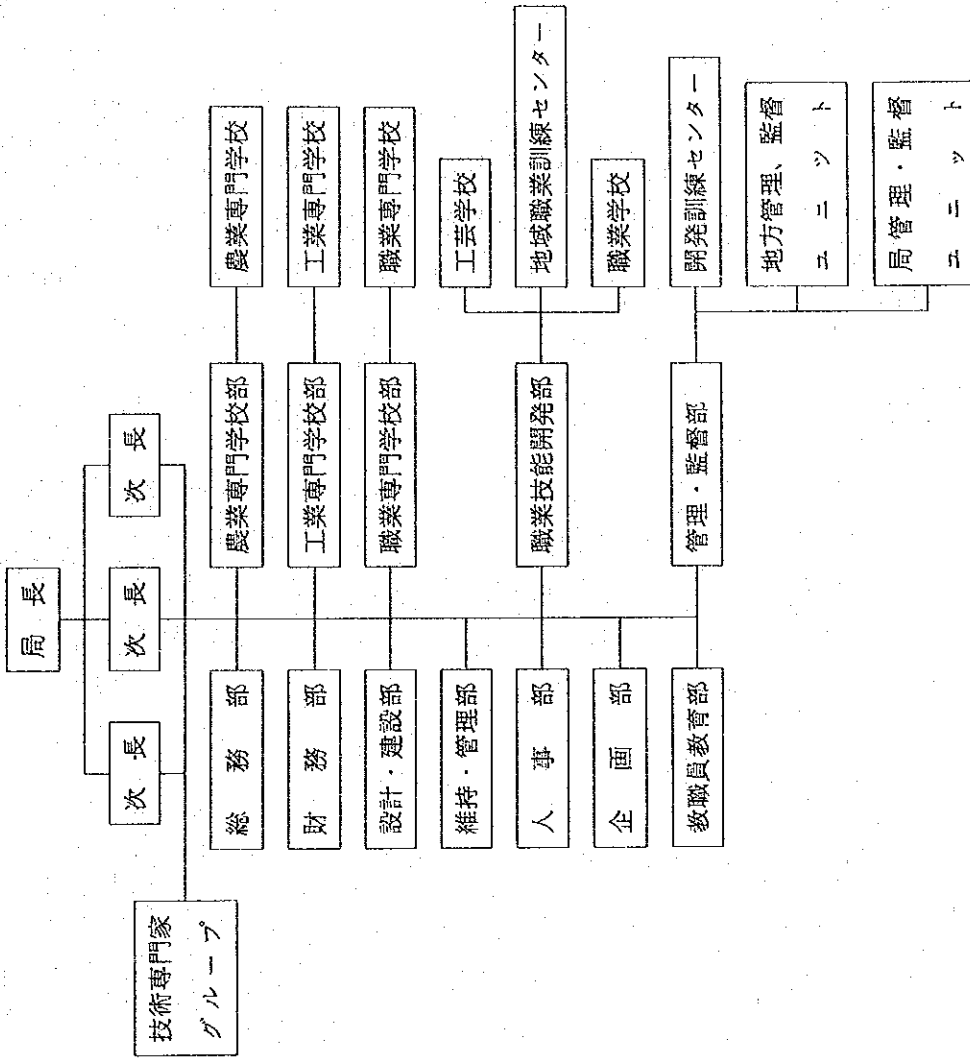 局長
次長
次長
次長
技術専門家
グループ
総務部
農業専門学校部
農業専門学校
財務部
工業専門学校部
工業専門学校
設計・建設部
職業専門学校部
職業専門学校
維持・管理部
工芸学校
人事部
職業技能開発部
地域職業訓練センター
企画部
職業学校
教職員教育部
管理・監督部
開発訓練センター
地方管理、監督
ユニット
局管理・監督
ユニット